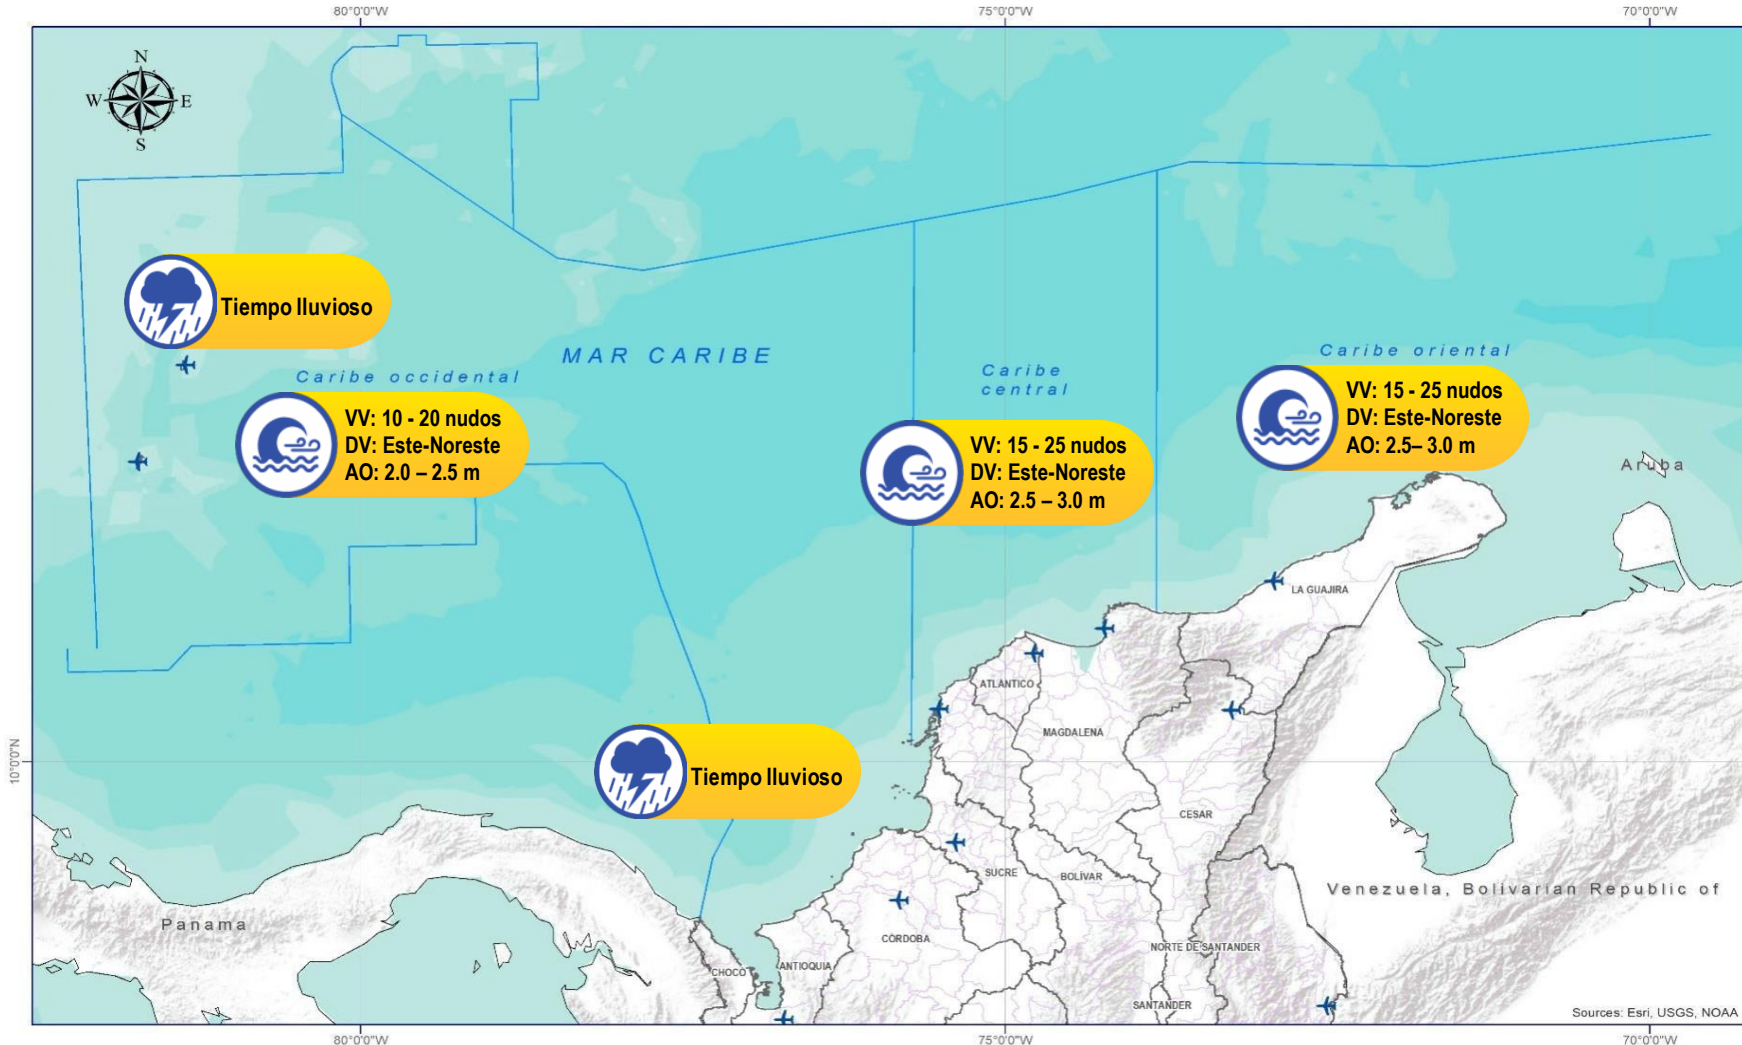 80°0'0"W
75°0'0"W
70°0'0"W
N
W
E
S
Tiempo lluvioso
MAR CARIBE
Caribe occidental
VV: 10 - 20 nudos
DV: Este-Noreste
AO: 2.0 – 2.5 m
Caribe
central
VV: 15 - 25 nudos
DV: Este-Noreste
AO: 2.5 – 3.0 m
Caribe oriental
VV: 15 - 25 nudos
DV: Este-Noreste
AO: 2.5– 3.0 m
Aruba
LA GUAJIRA
ATLÁNTICO
MAGDALENA
10°0'0"N
Tiempo lluvioso
CESAR
SUCRE
BOLÍVAR
Venezuela, Bolivarian Republic of
Panama
CÓRDOBA
NORTE DE SANTANDER
CHOCÓ
ANTIOQUIA
SANTANDER
Sources: Esri, USGS, NOAA
80°0'0"W
75°0'0"W
70°0'0"W